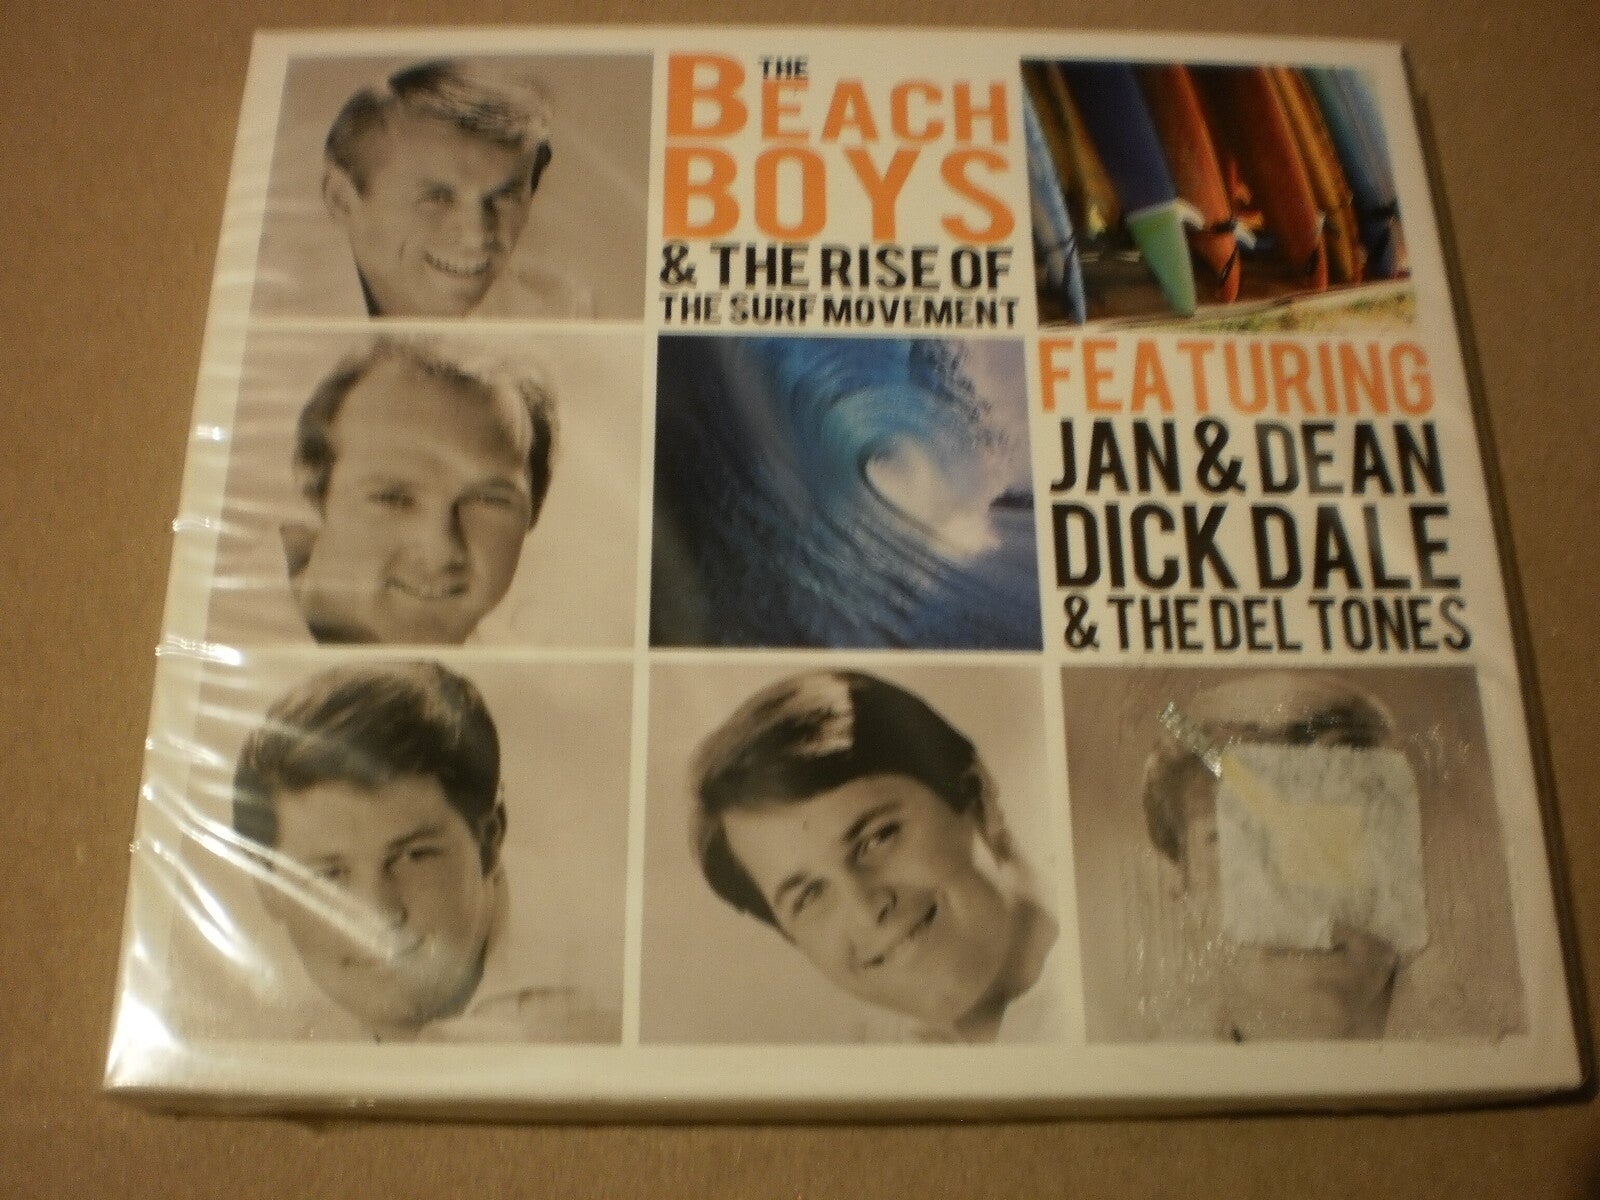 THE
BEACH
BOYS
& THE RISE OF
THE SURF MOVEMENT
FEATURING
JAN & DEAN
DICK DALE
& THE DEL TONES